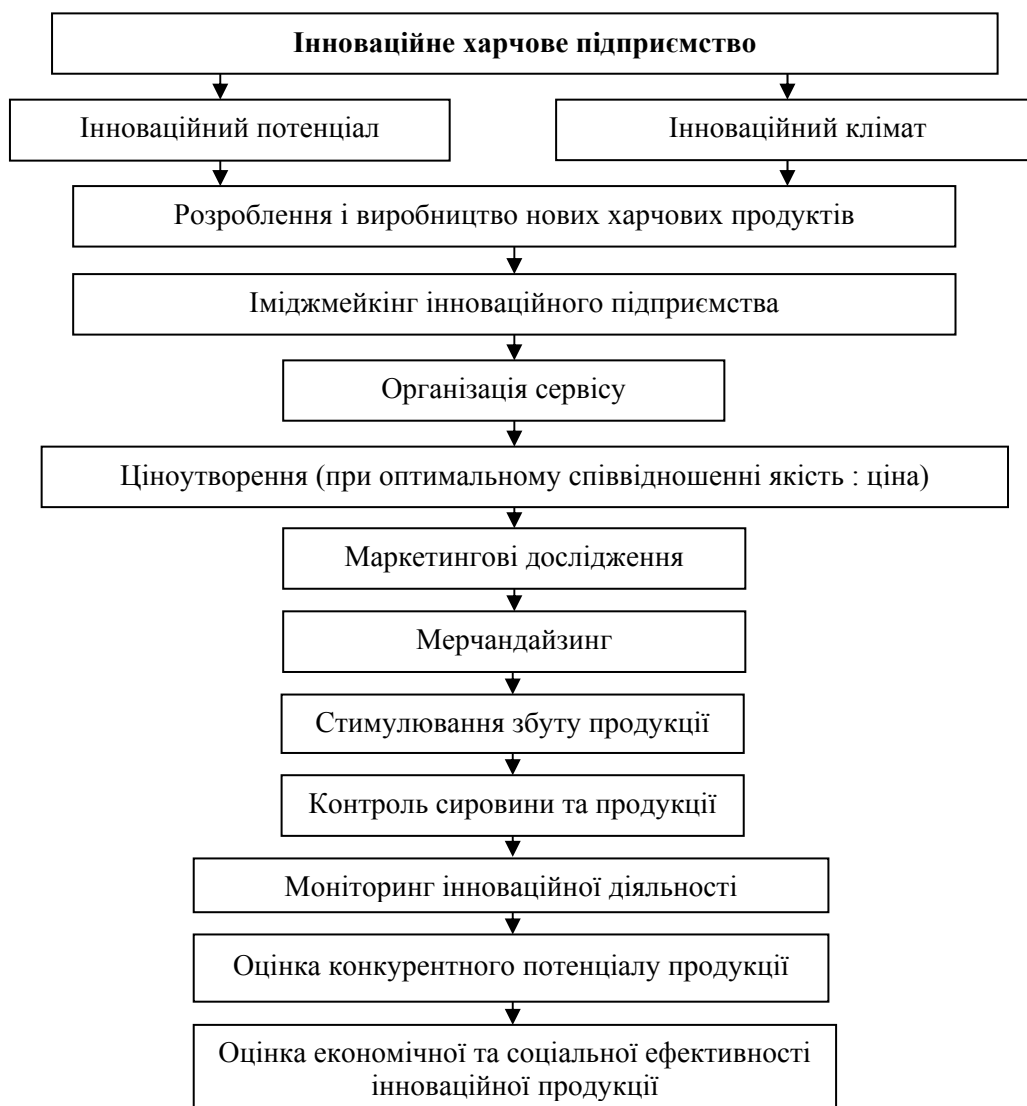 Інноваційне харчове підприємство
Інноваційний потенціал
Інноваційний клімат
Розроблення і виробництво нових харчових продуктів
Іміджмейкінг інноваційного підприємства
Організація сервісу
Ціноутворення (при оптимальному співвідношенні якість : ціна)
Маркетингові дослідження
Мерчандайзинг
Стимулювання збуту продукції
Контроль сировини та продукції
Моніторинг інноваційної діяльності
Оцінка конкурентного потенціалу продукції
Оцінка економічної та соціальної ефективності
інноваційної продукції